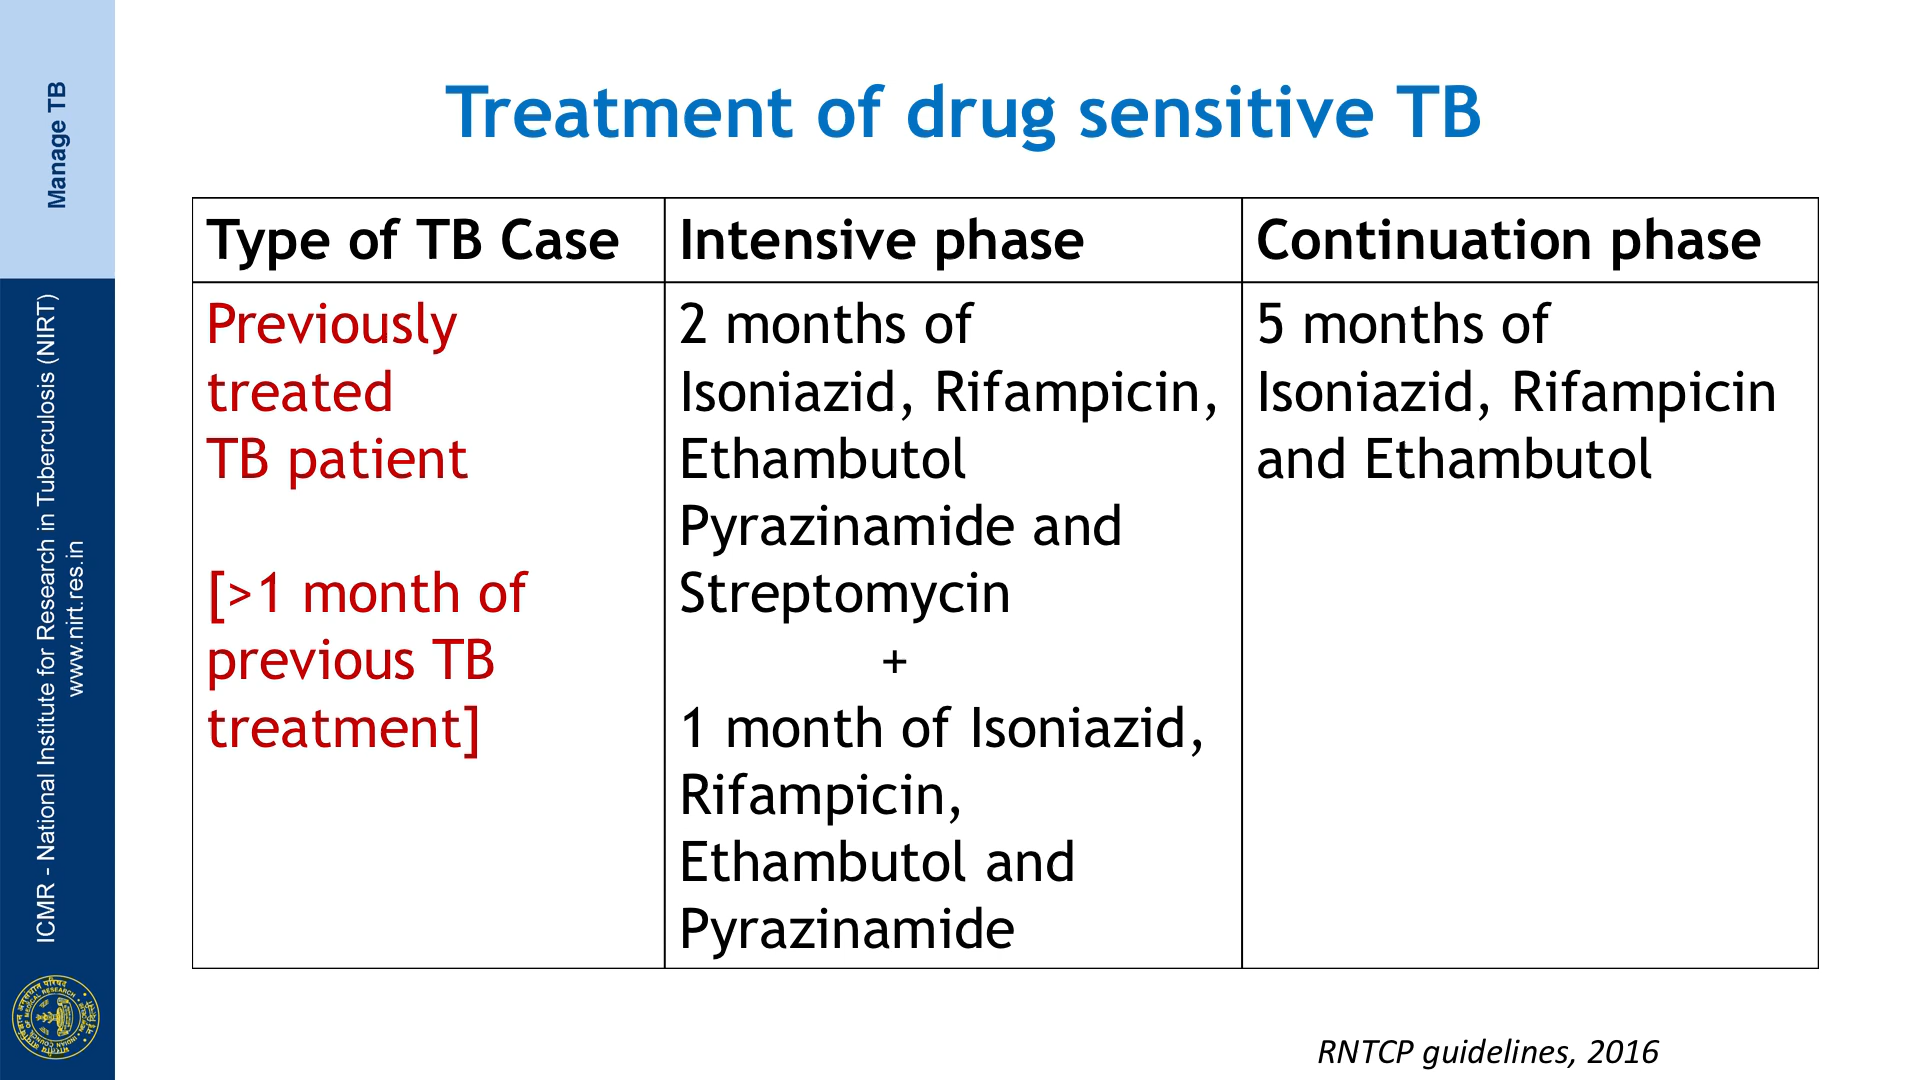 Manage TB
ICMR - National Institute for Research in Tuberculosis (NIRT)
www.nirt.res.in
Treatment of drug sensitive TB
Type of TB Case
Intensive phase
Continuation phase
Previously
treated
TB patient
[>1 month of
previous TB
treatment]
2 months of
Isoniazid, Rifampicin,
Ethambutol
Pyrazinamide and
Streptomycin
+
1 month of Isoniazid,
Rifampicin,
Ethambutol and
Pyrazinamide
5 months of
Isoniazid, Rifampicin
and Ethambutol
RNTCP guidelines, 2016